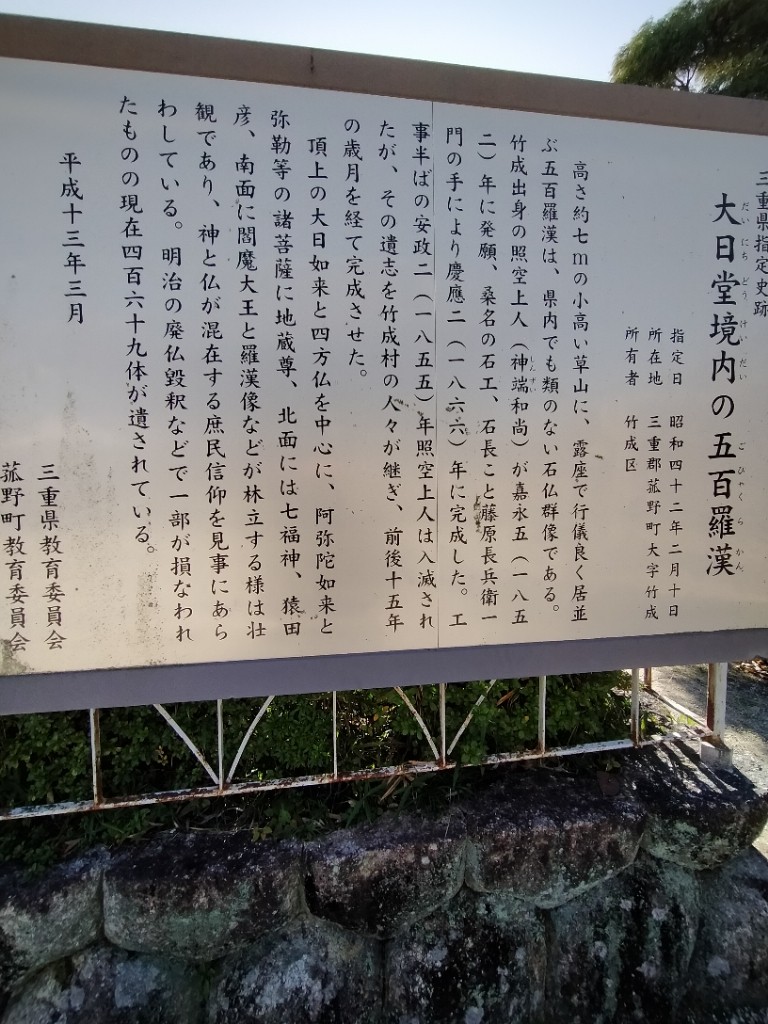 三重県指定史跡
大日堂境内の五百羅漢
だいにちどうけいだい ごひゃくらかん
指定日 昭和四十二年二月十日
所在地 三重郡菰野町大字竹成
所有者 竹成区
高さ約七mの小高い草山に、露座で行儀良く居並
ぶ五百羅漢は、県内でも類のない石仏群像である。
竹成出身の照空上人（神端和尚）が嘉永五（一八五
しんずい
二）年に発願、桑名の石工、石長こと藤原長兵衛一
門の手により慶應二（一八六六）年に完成した。工
事半ばの安政二（一八五五）年照空上人は入滅され
たが、その遺志を竹成村の人々が継ぎ、前後十五年
の歳月を経て完成させた。
頂上の大日如来と四方仏を中心に、阿弥陀如来と
弥勒等の諸菩薩に地蔵尊、北面には七福神、猿田
彦、南面に閻魔大王と羅漢像などが林立する様は壮
観であり、神と仏が混在する庶民信仰を見事にあら
わしている。明治の廃仏毀釈などで一部が損なわれ
たものの現在四百六十九体が遺されている。
平成十三年三月
三重県教育委員会
菰野町教育委員会